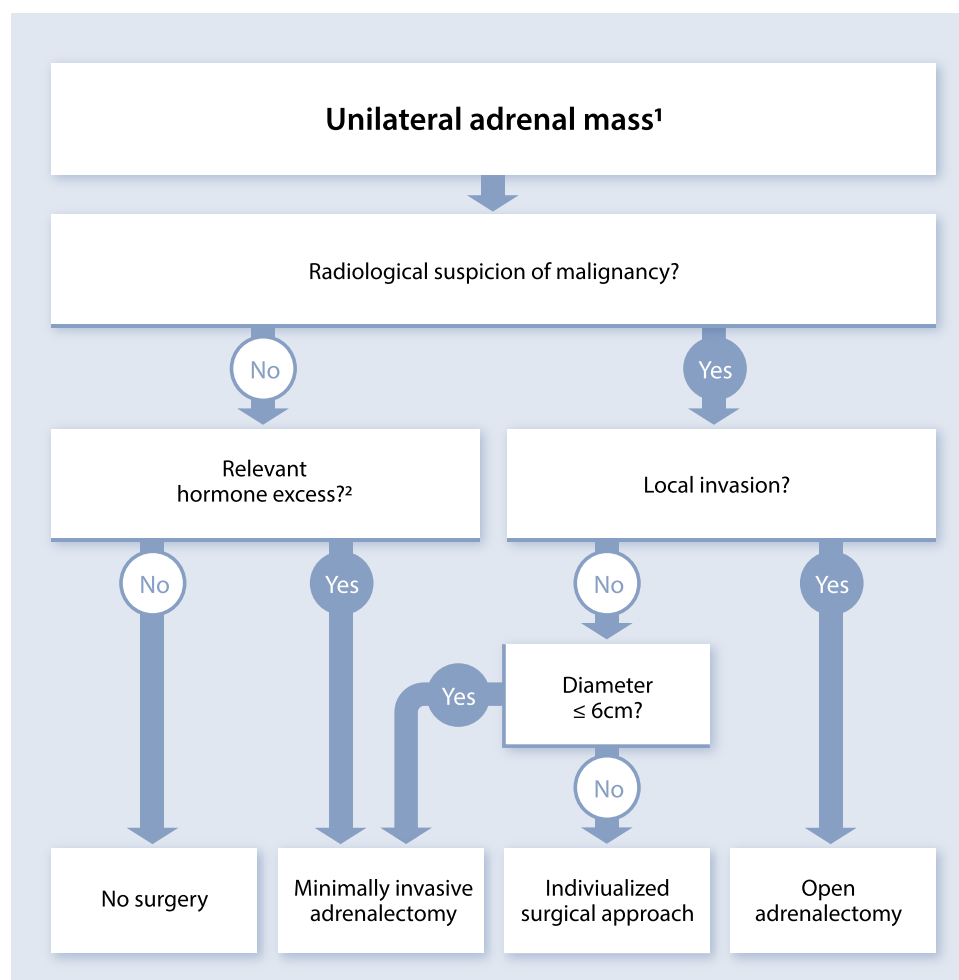 Unilateral adrenal mass¹
Radiological suspicion of malignancy?
No
Yes
Relevant
hormone excess?²
Local invasion?
No
Yes
No
Yes
Diameter
≤ 6cm?
Yes
No
No surgery
Minimally invasive
adrenalectomy
Indiviualized
surgical approach
Open
adrenalectomy